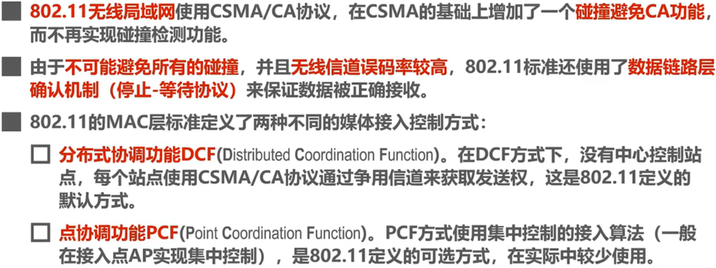 802.11无线局域网使用CSMA/CA协议，在CSMA的基础上增加了一个碰撞避免CA功能，
而不再实现碰撞检测功能。
由于不可能避免所有的碰撞，并且无线信道误码率较高，802.11标准还使用了数据链路层
确认机制（停止-等待协议）来保证数据被正确接收。
802.11的MAC层标准定义了两种不同的媒体接入控制方式：
分布式协调功能DCF(Distributed Coordination Function)。在DCF方式下，没有中心控制站
点，每个站点使用CSMA/CA协议通过争用信道来获取发送权，这是802.11定义的
默认方式。
点协调功能PCF(Point Coordination Function)。PCF方式使用集中控制的接入算法（一般
在接入点AP实现集中控制），是802.11定义的可选方式，在实际中较少使用。